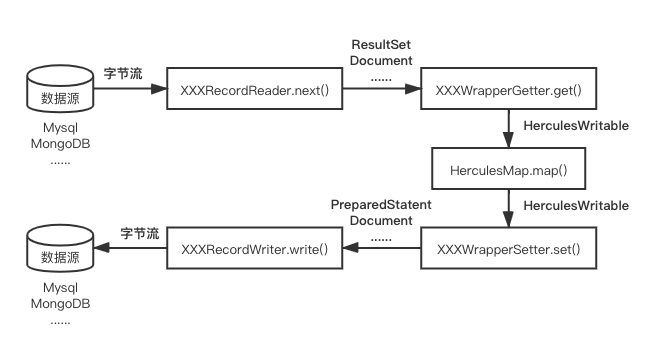 ResultSet
Document
......
字节流
数据源
XXXRecordReader.next()
XXXWrapperGetter.get()
Mysql
MongoDB
......
HerculesWritable
HerculesMap.map()
HerculesWritable
PreparedStatent
Document
......
字节流
数据源
XXXRecordWriter.write()
XXXWrapperSetter.set()
Mysql
MongoDB
......